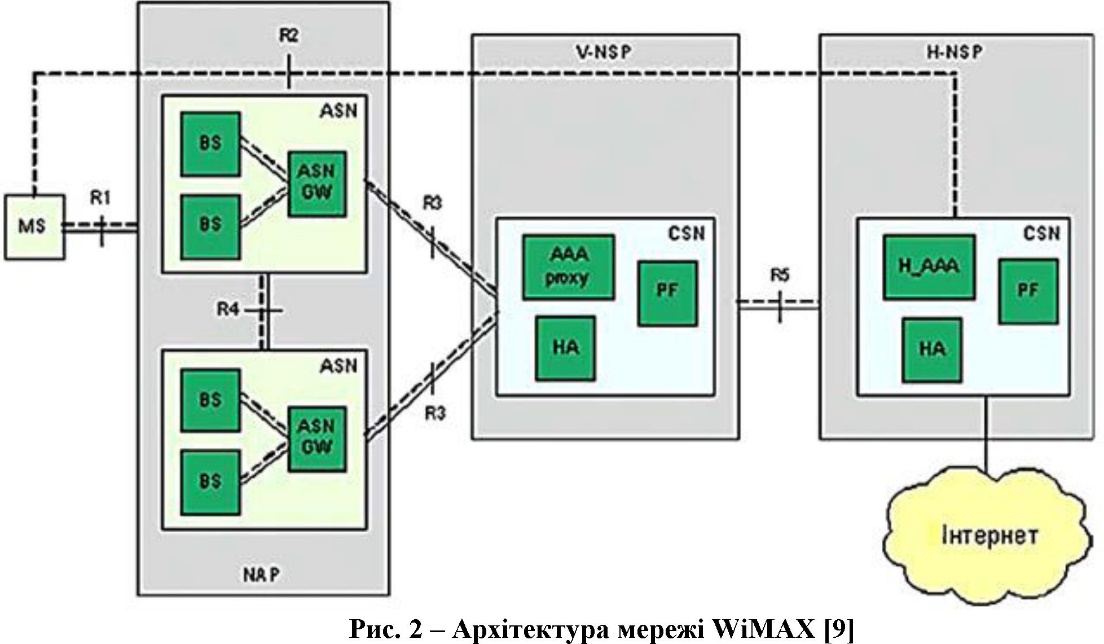 R2
V-NSP
H-NSP
ASN
BS
ASN
GW
BS
R1
MS
R3
CSN
AAA
proxy
PF
HA
R5
CSN
H_AAA
PF
HA
R4
ASN
BS
ASN
GW
BS
R3
NAP
Інтернет
Рис. 2 – Архітектура мережі WiMAX [9]